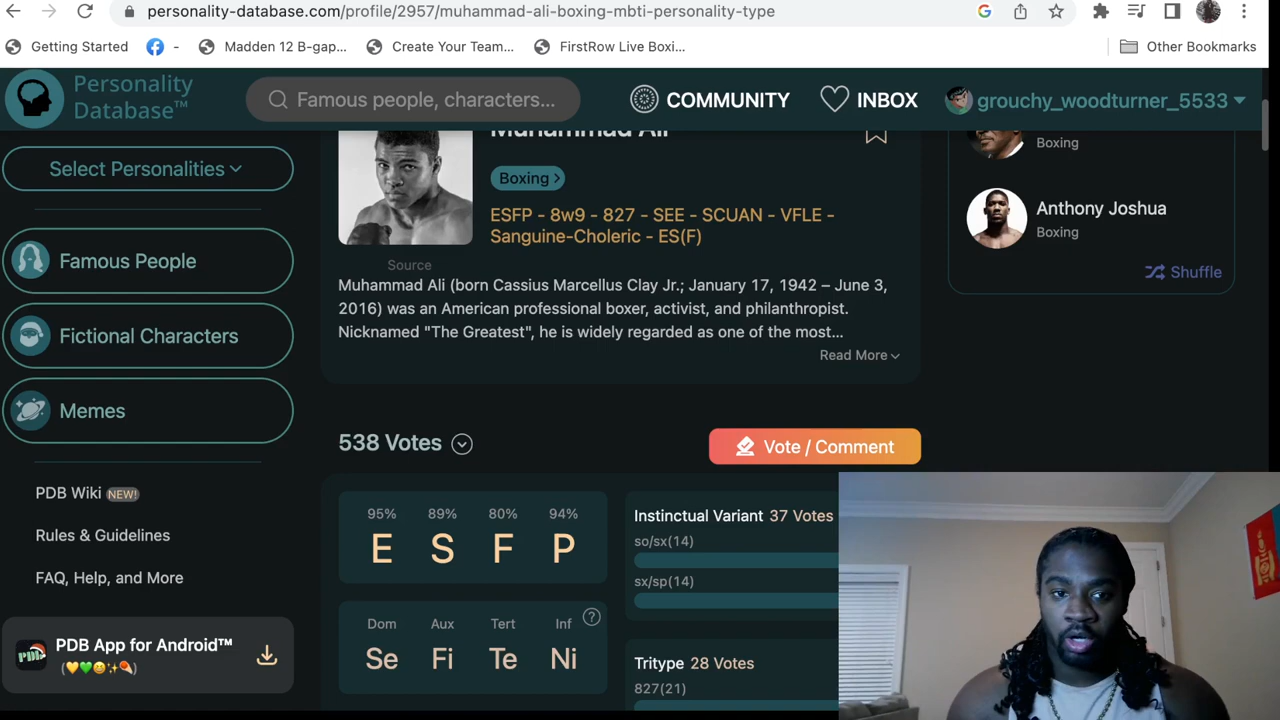 personality-database.com/profile/2957/muhammad-ali-boxing-mbti-personality-type
Getting Started
-
Madden 12 B-gap...
Create Your Team...
FirstRow Live Boxi...
Other Bookmarks
Personality
Database™
Famous people, characters...
COMMUNITY
INBOX
grouchy_woodturner_5533
Select Personalities
Famous People
Fictional Characters
Memes
PDB Wiki NEW!
Rules & Guidelines
FAQ, Help, and More
PDB App for Android™
Muhammad Ali
Boxing >
ESFP - 8w9 - 827 - SEE - SCUAN - VFLE -
Sanguine-Choleric - ES(F)
Source
Muhammad Ali (born Cassius Marcellus Clay Jr.; January 17, 1942 – June 3,
2016) was an American professional boxer, activist, and philanthropist.
Nicknamed "The Greatest", he is widely regarded as one of the most...
Read More
538 Votes
Vote / Comment
95% 89% 80% 94%
E S F P
Dom Aux Tert Inf ?
Se Fi Te Ni
Instinctual Variant 37 Votes
so/sx(14)
sx/sp(14)
Tritype 28 Votes
827(21)
Boxing
Anthony Joshua
Boxing
Shuffle